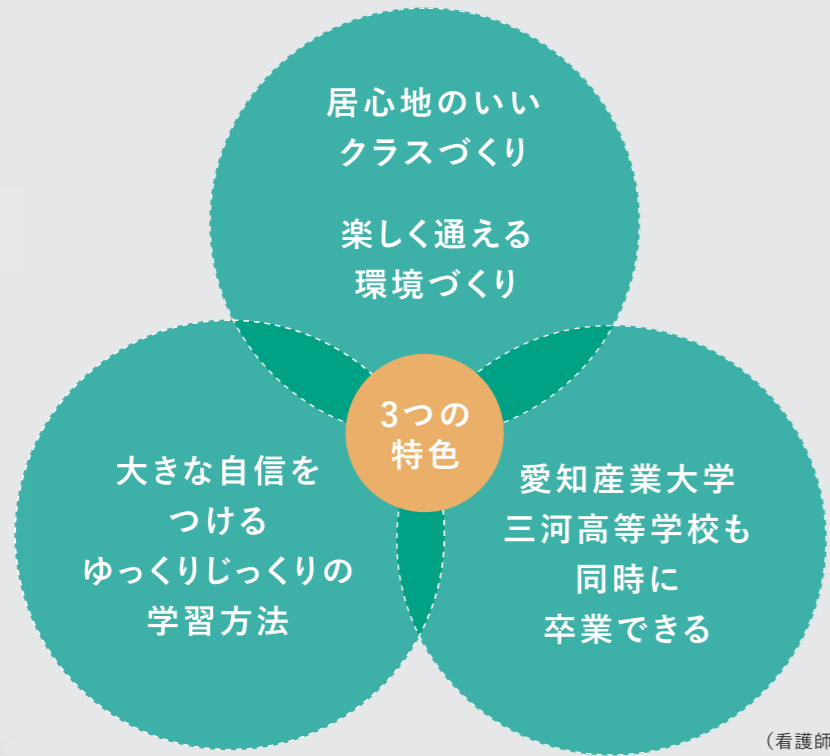 居心地のいい
クラスづくり
楽しく通える
環境づくり
3つの
特色
大きな自信を
つける
ゆっくりじっくりの
学習方法
愛知産業大学
三河高等学校も
同時に
卒業できる
(看護師